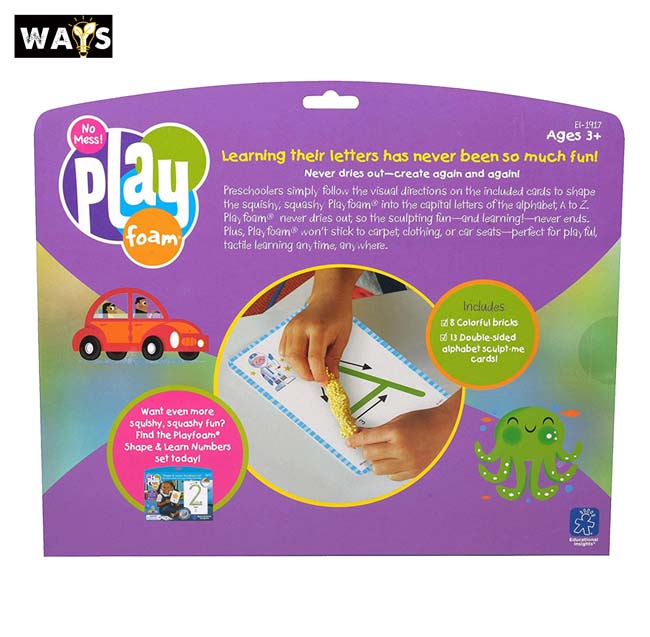 WAYS
EI-1917
Ages 3+
No
Mess!
Play
foam®
Learning their letters has never been so much fun!
Never dries out—create again and again!
Preschoolers simply follow the visual directions on the included cards to shape
the squishy, squashy Playfoam® into the capital letters of the alphabet, A to Z.
Playfoam® never dries out, so the sculpting fun—and learning!—never ends.
Plus, Playfoam® won't stick to carpet, clothing, or car seats—perfect for playful,
tactile learning anytime, anywhere.
Includes
8 Colorful bricks
13 Double-sided
alphabet sculpt-me
cards!
Want even more
squishy, squashy fun?
Find the Playfoam®
Shape & Learn Numbers
set today!
Play
2
Educational
Insights®